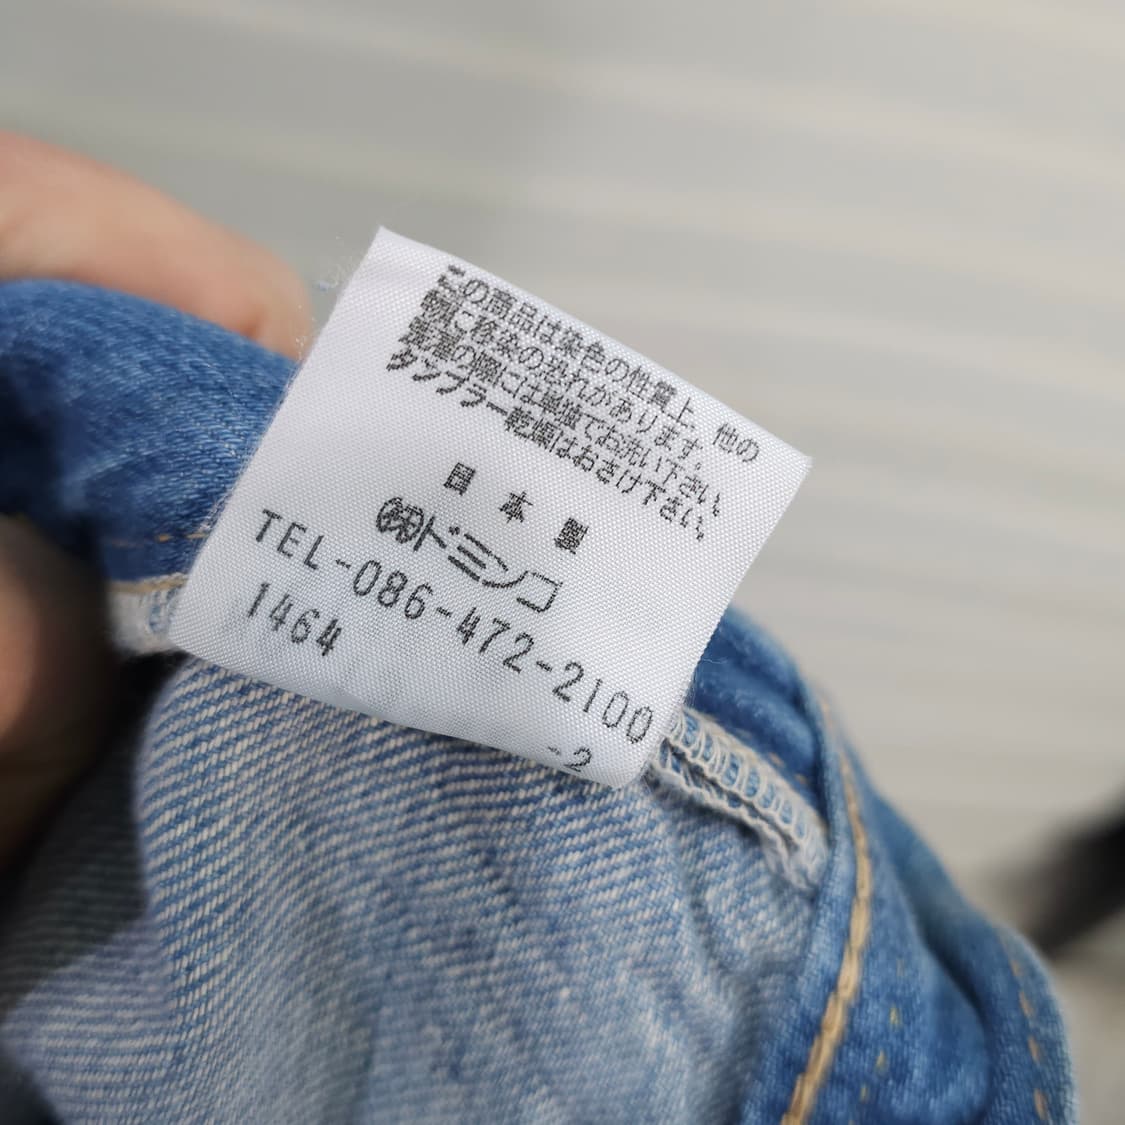 この商品は染色の性質上、他の
物に移染の恐れがあります。
洗濯の際には単独でお洗い下さい。
タンブラー乾燥はおさけ下さい。
日本製
㈱ドミンゴ
TEL-086-472-2100
1464
-2